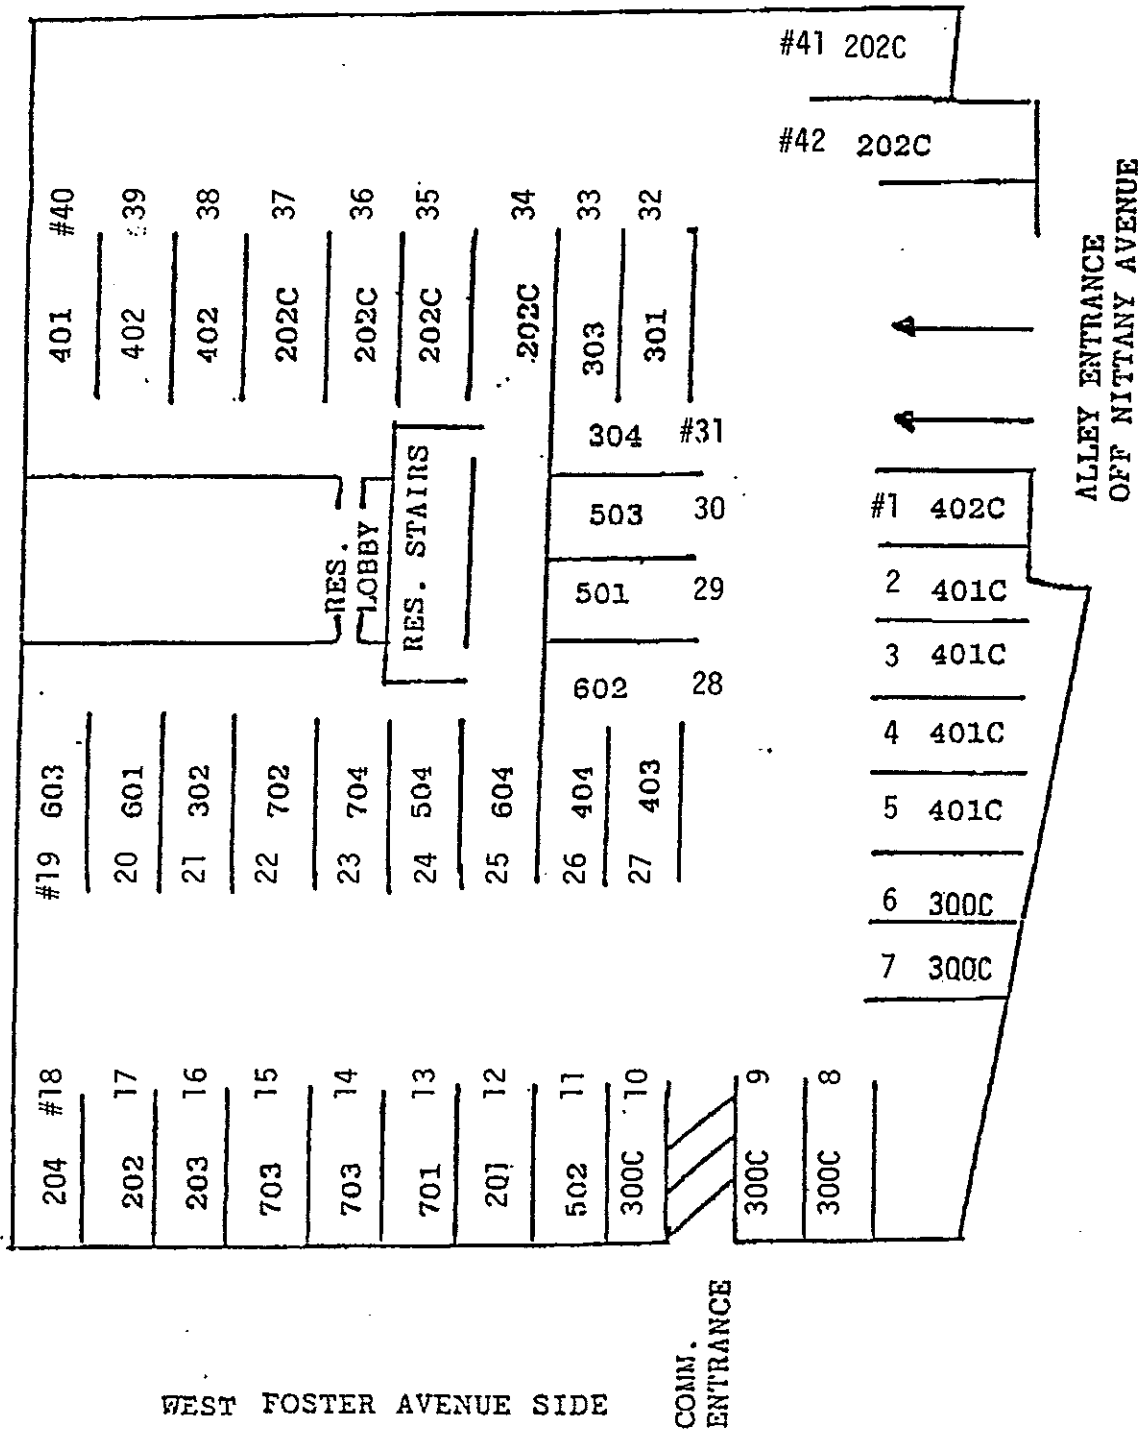 #41 202C
#42 202C
#40 401
39 402
38 402
37 202C
36 202C
35 202C
34 202C
33 303
32 301
304 #31
503 30
501 29
602 28
RES.
LOBBY
RES. STAIRS
ALLEY ENTRANCE
OFF NITTANY AVENUE
#1 402C
2 401C
3 401C
4 401C
5 401C
6 300C
7 300C
#19 603
20 601
21 302
22 702
23 704
24 504
25 604
26 404
27 403
204 #18
202 17
203 16
703 15
703 14
701 13
201 12
502 11
300C 10
300C 9
300C 8
COMM.
ENTRANCE
WEST FOSTER AVENUE SIDE